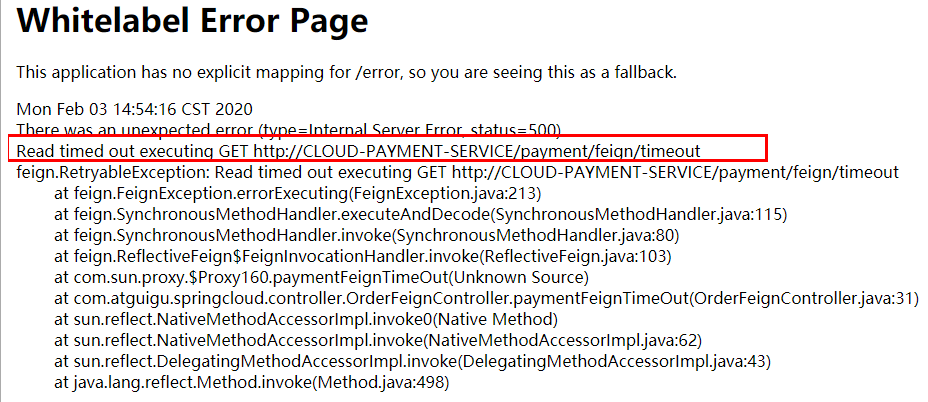 Whitelabel Error Page
This application has no explicit mapping for /error, so you are seeing this as a fallback.
Mon Feb 03 14:54:16 CST 2020
There was an unexpected error (type=Internal Server Error, status=500)
Read timed out executing GET http://CLOUD-PAYMENT-SERVICE/payment/feign/timeout
feign.RetryableException: Read timed out executing GET http://CLOUD-PAYMENT-SERVICE/payment/feign/timeout
at feign.FeignException.errorExecuting(FeignException.java:213)
at feign.SynchronousMethodHandler.executeAndDecode(SynchronousMethodHandler.java:115)
at feign.SynchronousMethodHandler.invoke(SynchronousMethodHandler.java:80)
at feign.ReflectiveFeign$FeignInvocationHandler.invoke(ReflectiveFeign.java:103)
at com.sun.proxy.$Proxy160.paymentFeignTimeOut(Unknown Source)
at com.atguigu.springcloud.controller.OrderFeignController.paymentFeignTimeOut(OrderFeignController.java:31)
at sun.reflect.NativeMethodAccessorImpl.invoke0(Native Method)
at sun.reflect.NativeMethodAccessorImpl.invoke(NativeMethodAccessorImpl.java:62)
at sun.reflect.DelegatingMethodAccessorImpl.invoke(DelegatingMethodAccessorImpl.java:43)
at java.lang.reflect.Method.invoke(Method.java:498)